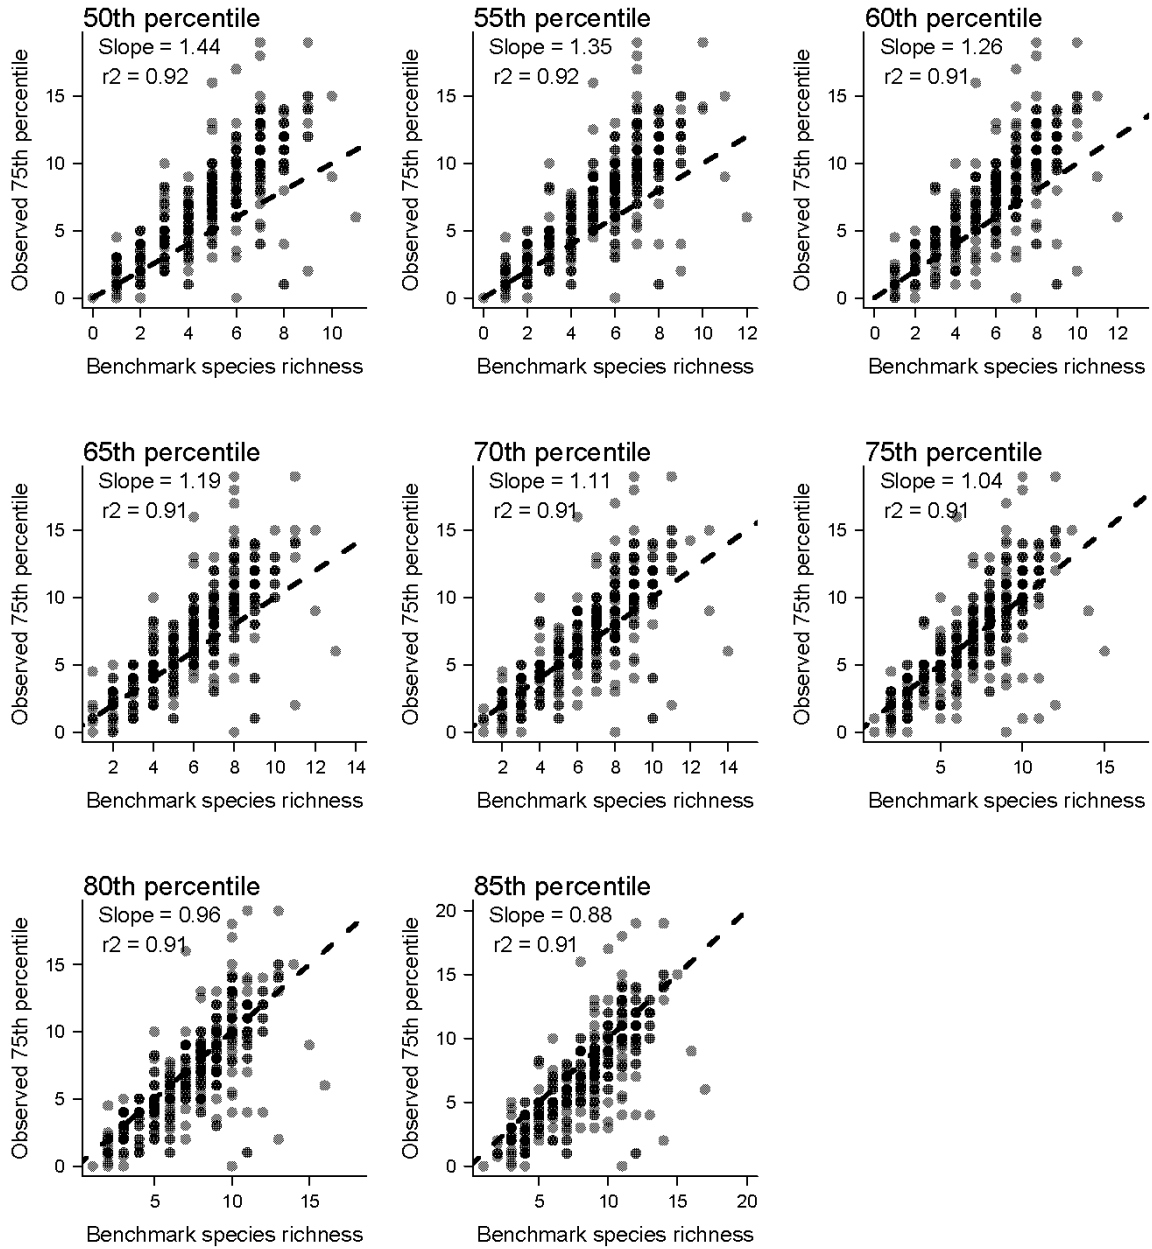 50th percentile
Slope = 1.44
r2 = 0.92
Observed 75th percentile
15
10
5
0
0 2 4 6 8 10
Benchmark species richness
55th percentile
Slope = 1.35
r2 = 0.92
Observed 75th percentile
15
10
5
0
0 2 4 6 8 10 12
Benchmark species richness
60th percentile
Slope = 1.26
r2 = 0.91
Observed 75th percentile
15
10
5
0
0 2 4 6 8 10 12
Benchmark species richness
65th percentile
Slope = 1.19
r2 = 0.91
Observed 75th percentile
15
10
5
0
2 4 6 8 10 12 14
Benchmark species richness
70th percentile
Slope = 1.11
r2 = 0.91
Observed 75th percentile
15
10
5
0
2 4 6 8 10 12 14
Benchmark species richness
75th percentile
Slope = 1.04
r2 = 0.91
Observed 75th percentile
15
10
5
0
5 10 15
Benchmark species richness
80th percentile
Slope = 0.96
r2 = 0.91
Observed 75th percentile
15
10
5
0
5 10 15
Benchmark species richness
85th percentile
Slope = 0.88
r2 = 0.91
Observed 75th percentile
20
15
10
5
0
5 10 15 20
Benchmark species richness